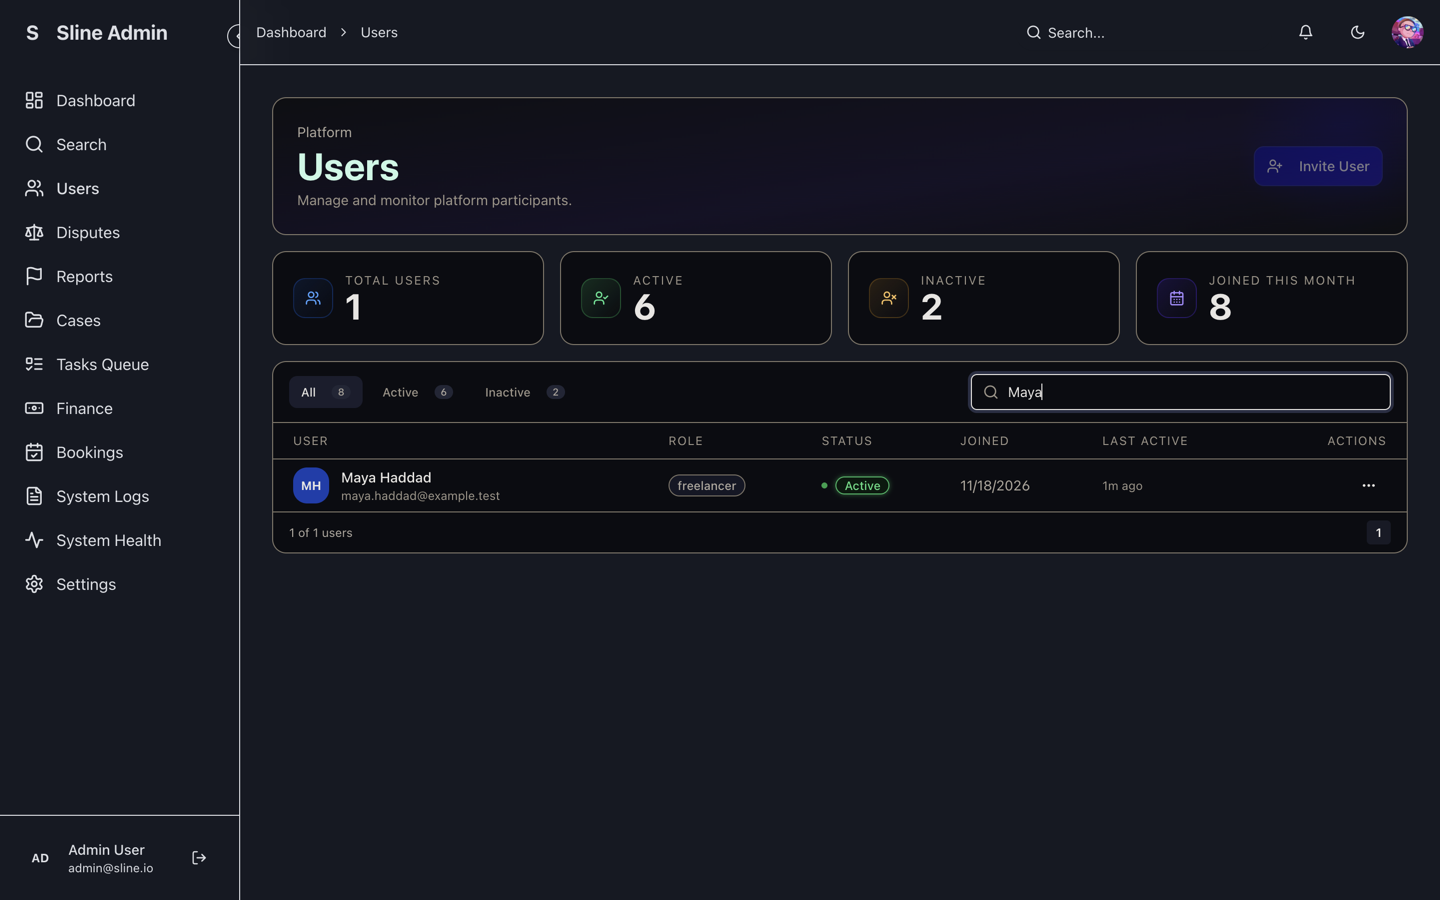 S Sline Admin
Dashboard
Search
Users
Disputes
Reports
Cases
Tasks Queue
Finance
Bookings
System Logs
System Health
Settings
AD
Admin User
admin@sline.io
Dashboard > Users
Search...
Platform
Users
Manage and monitor platform participants.
Invite User
TOTAL USERS
1
ACTIVE
6
INACTIVE
2
JOINED THIS MONTH
8
All 8 Active 6 Inactive 2
Maya
USER ROLE STATUS JOINED LAST ACTIVE ACTIONS
MH
Maya Haddad
maya.haddad@example.test
freelancer Active 11/18/2026 1m ago
1 of 1 users
1